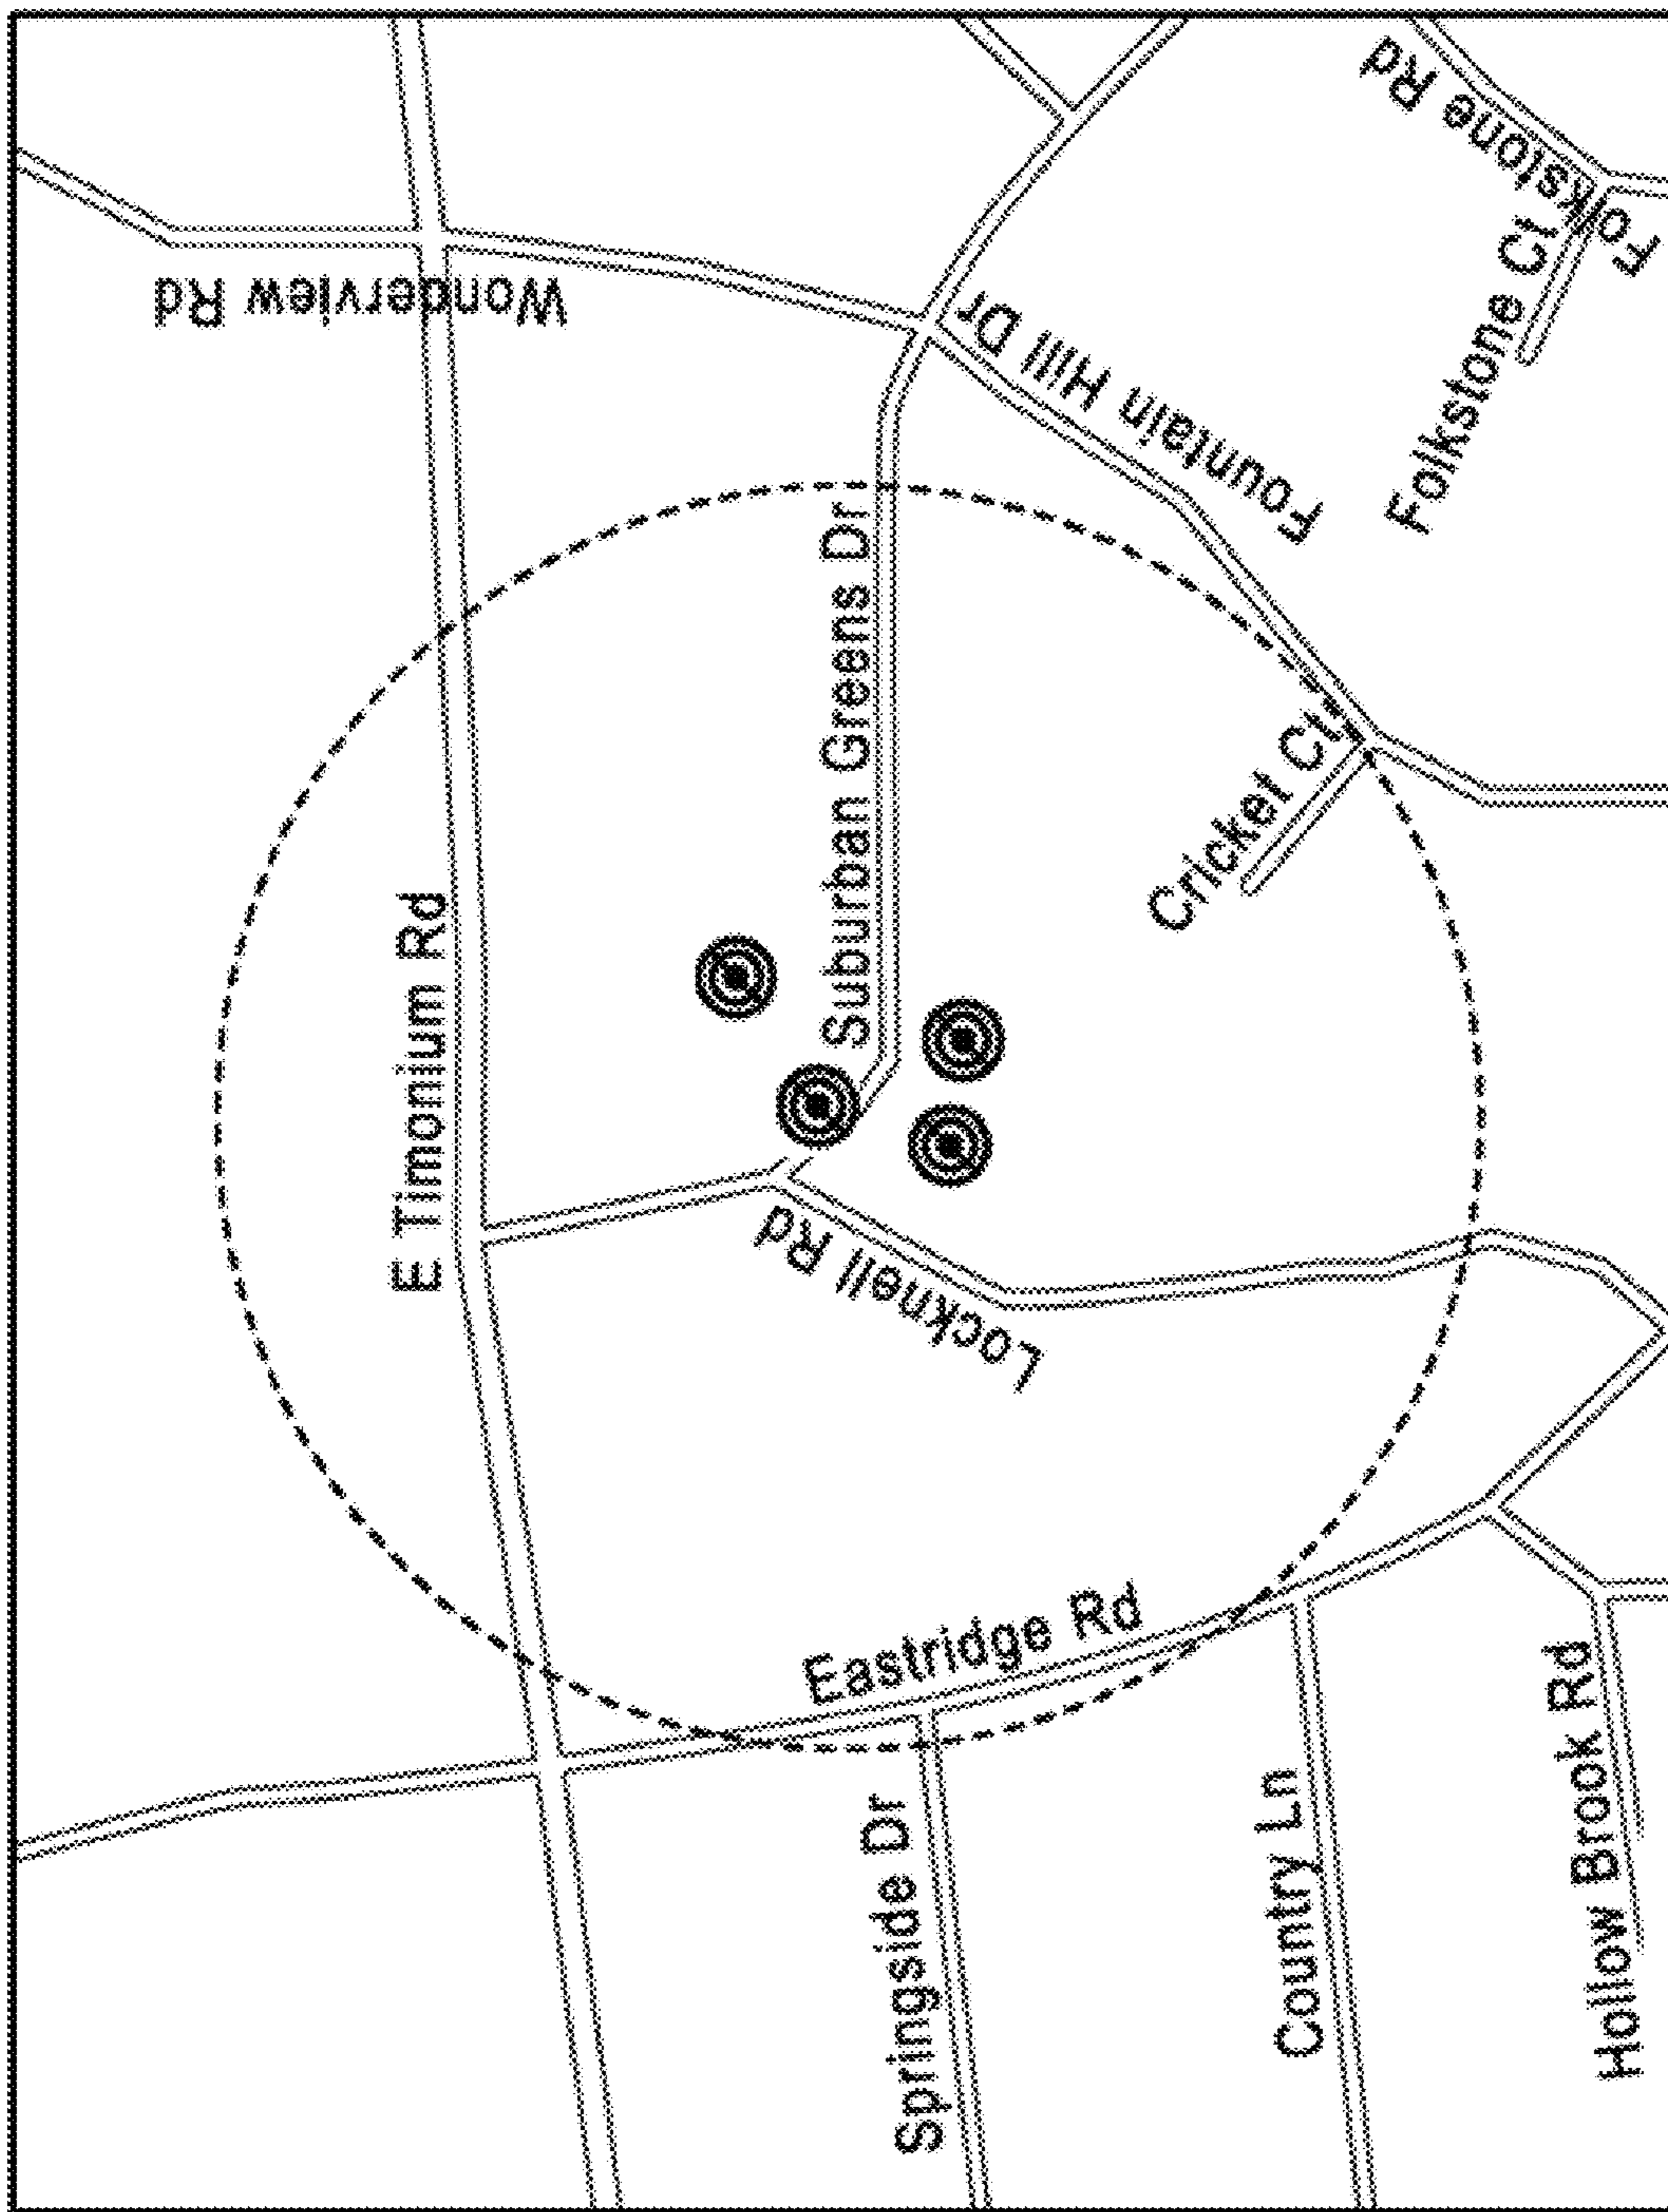 Wonderview Rd
Folkstone Rd
Folkstone Ct
Fountain Hill Dr
Suburban Greens Dr
Cricket Ct
E Timonium Rd
Locknell Rd
Eastridge Rd
Springside Dr
Country Ln
Hollow Brook Rd